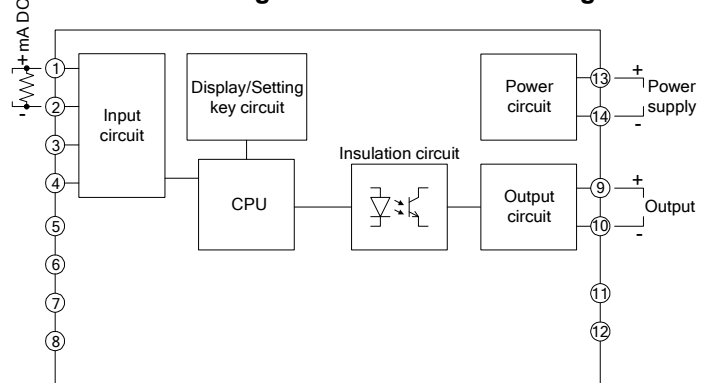 + mA DC
-
1
2
3
4
5
6
7
8
Input
circuit
Display/Setting
key circuit
CPU
Insulation circuit
Power
circuit
Output
circuit
13
14
9
10
11
12
+
Power
supply
-
+
Output
-